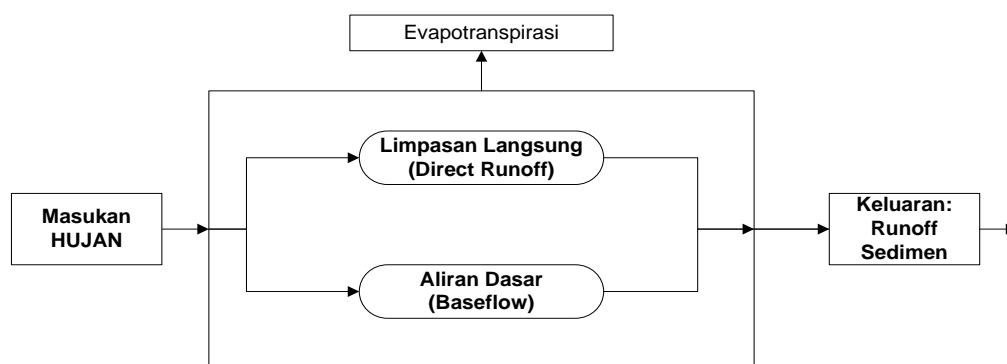 Evapotranspirasi
Limpasan Langsung
(Direct Runoff)
Masukan
HUJAN
Keluaran:
Runoff
Sedimen
Aliran Dasar
(Baseflow)